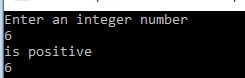 Enter an integer number
6
is positive
6